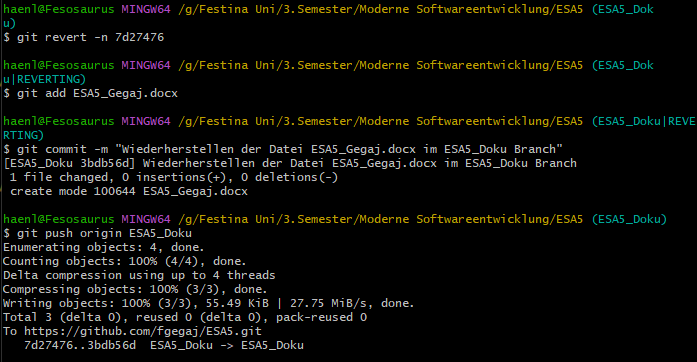 haenl@Fesosaurus MINGW64 /g/Festina Uni/3.Semester/Moderne Softwareentwicklung/ESA5 (ESA5_Dok
u)
$ git revert -n 7d27476
haenl@Fesosaurus MINGW64 /g/Festina Uni/3.Semester/Moderne Softwareentwicklung/ESA5 (ESA5_Dok
u|REVERTING)
$ git add ESA5_Gegaj.docx
haenl@Fesosaurus MINGW64 /g/Festina Uni/3.Semester/Moderne Softwareentwicklung/ESA5 (ESA5_Doku|REVE
RTING)
$ git commit -m "Wiederherstellen der Datei ESA5_Gegaj.docx im ESA5_Doku Branch"
[ESA5_Doku 3bdb56d] Wiederherstellen der Datei ESA5_Gegaj.docx im ESA5_Doku Branch
1 file changed, 0 insertions(+), 0 deletions(-)
create mode 100644 ESA5_Gegaj.docx
haenl@Fesosaurus MINGW64 /g/Festina Uni/3.Semester/Moderne Softwareentwicklung/ESA5 (ESA5_Doku)
$ git push origin ESA5_Doku
Enumerating objects: 4, done.
Counting objects: 100% (4/4), done.
Delta compression using up to 4 threads
Compressing objects: 100% (3/3), done.
Writing objects: 100% (3/3), 55.49 KiB | 27.75 MiB/s, done.
Total 3 (delta 0), reused 0 (delta 0), pack-reused 0
To https://github.com/fgegaj/ESA5.git
7d27476..3bdb56d  ESA5_Doku -> ESA5_Doku